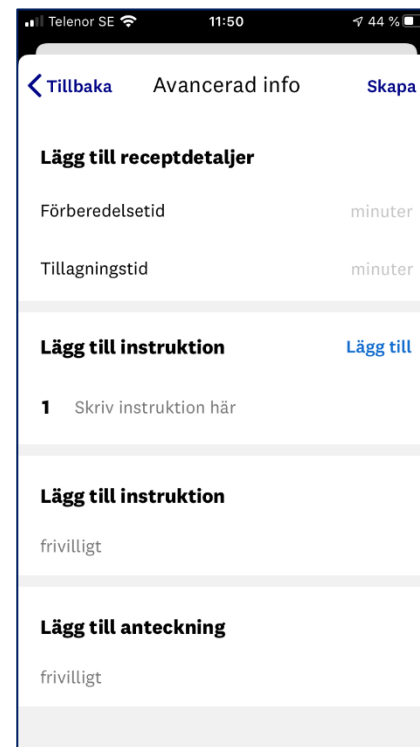 Telenor SE 11:50 44 %
Tillbaka Avancerad info Skapa
Lägg till receptdetaljer
Förberedelsetid minuter
Tillagningstid minuter
Lägg till instruktion Lägg till
1 Skriv instruktion här
Lägg till instruktion
frivilligt
Lägg till anteckning
frivilligt